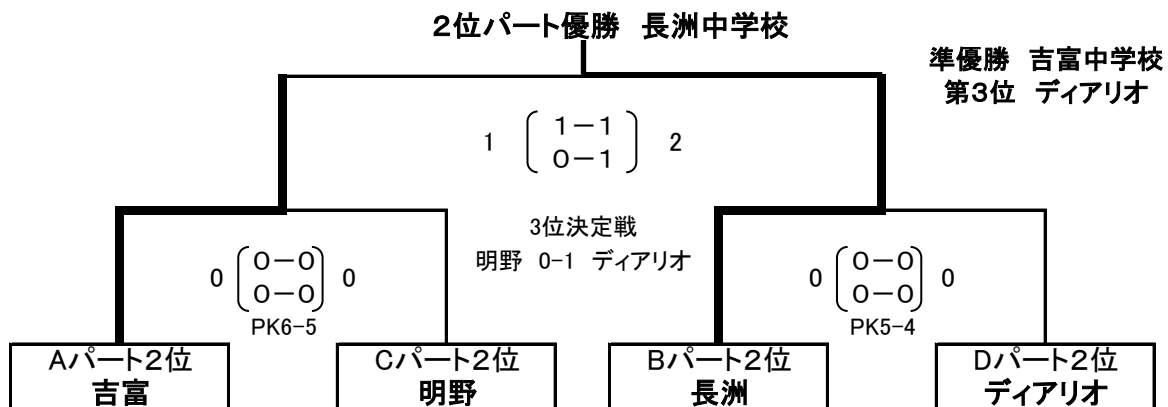 ２位パート優勝　長洲中学校
準優勝　吉富中学校
第３位　ディアリオ
1 １－１ 2
０－１
3位決定戦
明野 0-1 ディアリオ
0 ０－０ 0
０－０
PK6-5
0 ０－０ 0
０－０
PK5-4
Aパート２位
吉富
Cパート２位
明野
Bパート２位
長洲
Dパート２位
ディアリオ